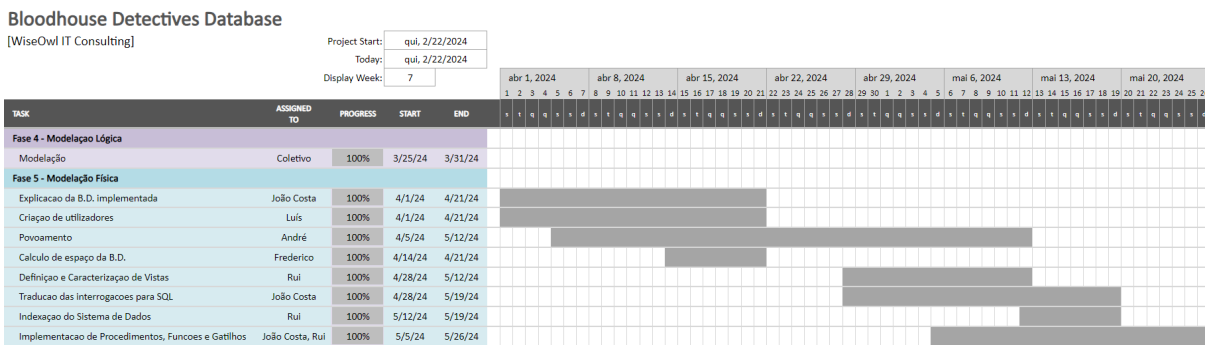 Bloodhouse Detectives Database
[WiseOwl IT Consulting]
Project Start: qui, 2/22/2024
Today: qui, 2/22/2024
Display Week: 7
abr 1, 2024 abr 8, 2024 abr 15, 2024 abr 22, 2024 abr 29, 2024 mai 6, 2024 mai 13, 2024 mai 20, 2024
1 2 3 4 5 6 7 8 9 10 11 12 13 14 15 16 17 18 19 20 21 22 23 24 25 26 27 28 29 30 1 2 3 4 5 6 7 8 9 10 11 12 13 14 15 16 17 18 19 20 21 22 23 24 25
TASK ASSIGNED TO PROGRESS START END s t q q s s d s t q q s s d s t q q s s d s t q q s s d s t q q s s d s t q q s s d s t q q s s d s t q q s s
Fase 4 - Modelaçao Lógica
Modelação Coletivo 100% 3/25/24 3/31/24
Fase 5 - Modelação Física
Explicacao da B.D. implementada João Costa 100% 4/1/24 4/21/24
Criaçao de utilizadores Luís 100% 4/1/24 4/21/24
Povoamento André 100% 4/5/24 5/12/24
Calculo de espaço da B.D. Frederico 100% 4/14/24 4/21/24
Definiçao e Caracterizaçao de Vistas Rui 100% 4/28/24 5/12/24
Traducao das interrogacoes para SQL João Costa 100% 4/28/24 5/19/24
Indexaçao do Sistema de Dados Rui 100% 5/12/24 5/19/24
Implementacao de Procedimentos, Funcoes e Gatilhos João Costa, Rui 100% 5/5/24 5/26/24